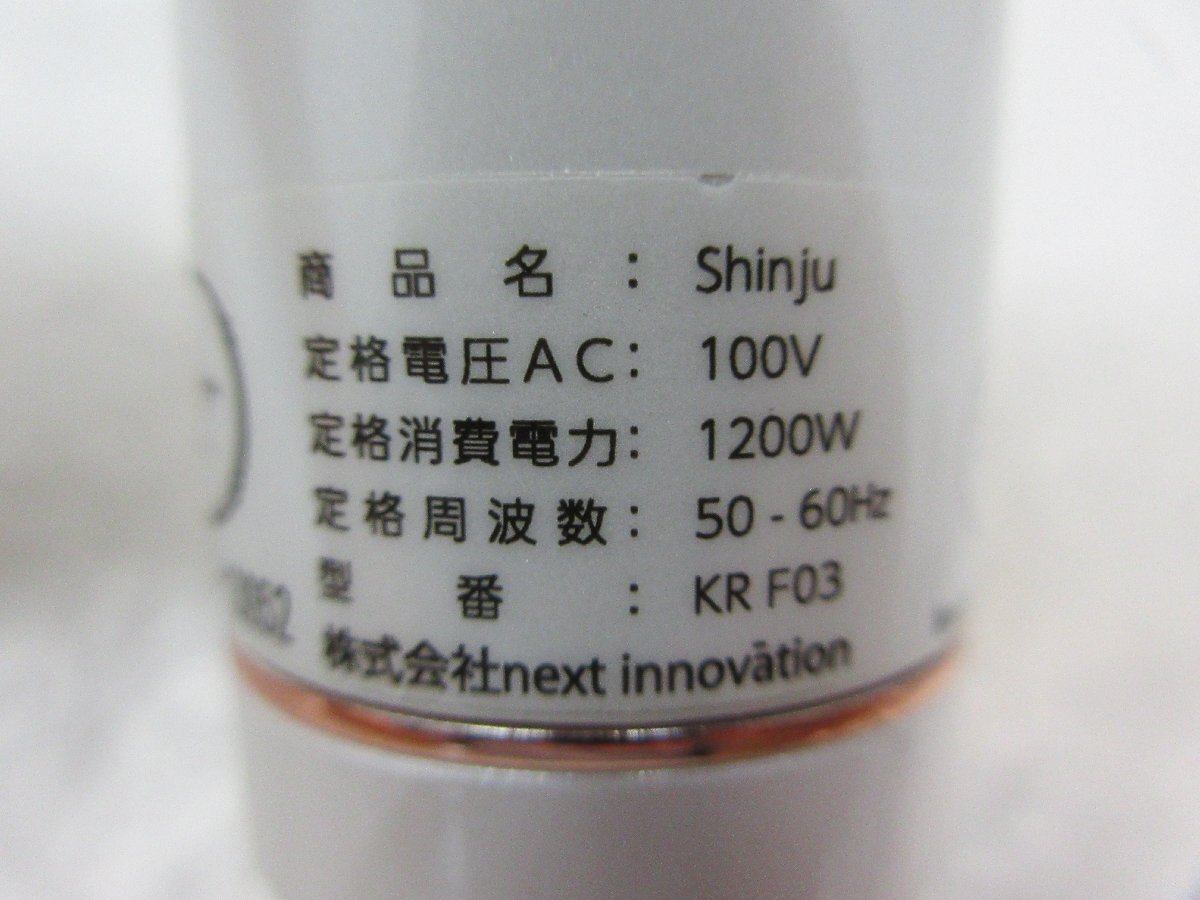 商品名：Shinju
定格電圧AC：100V
定格消費電力：1200W
定格周波数：50-60Hz
型番：KR F03
株式会社next innovātion